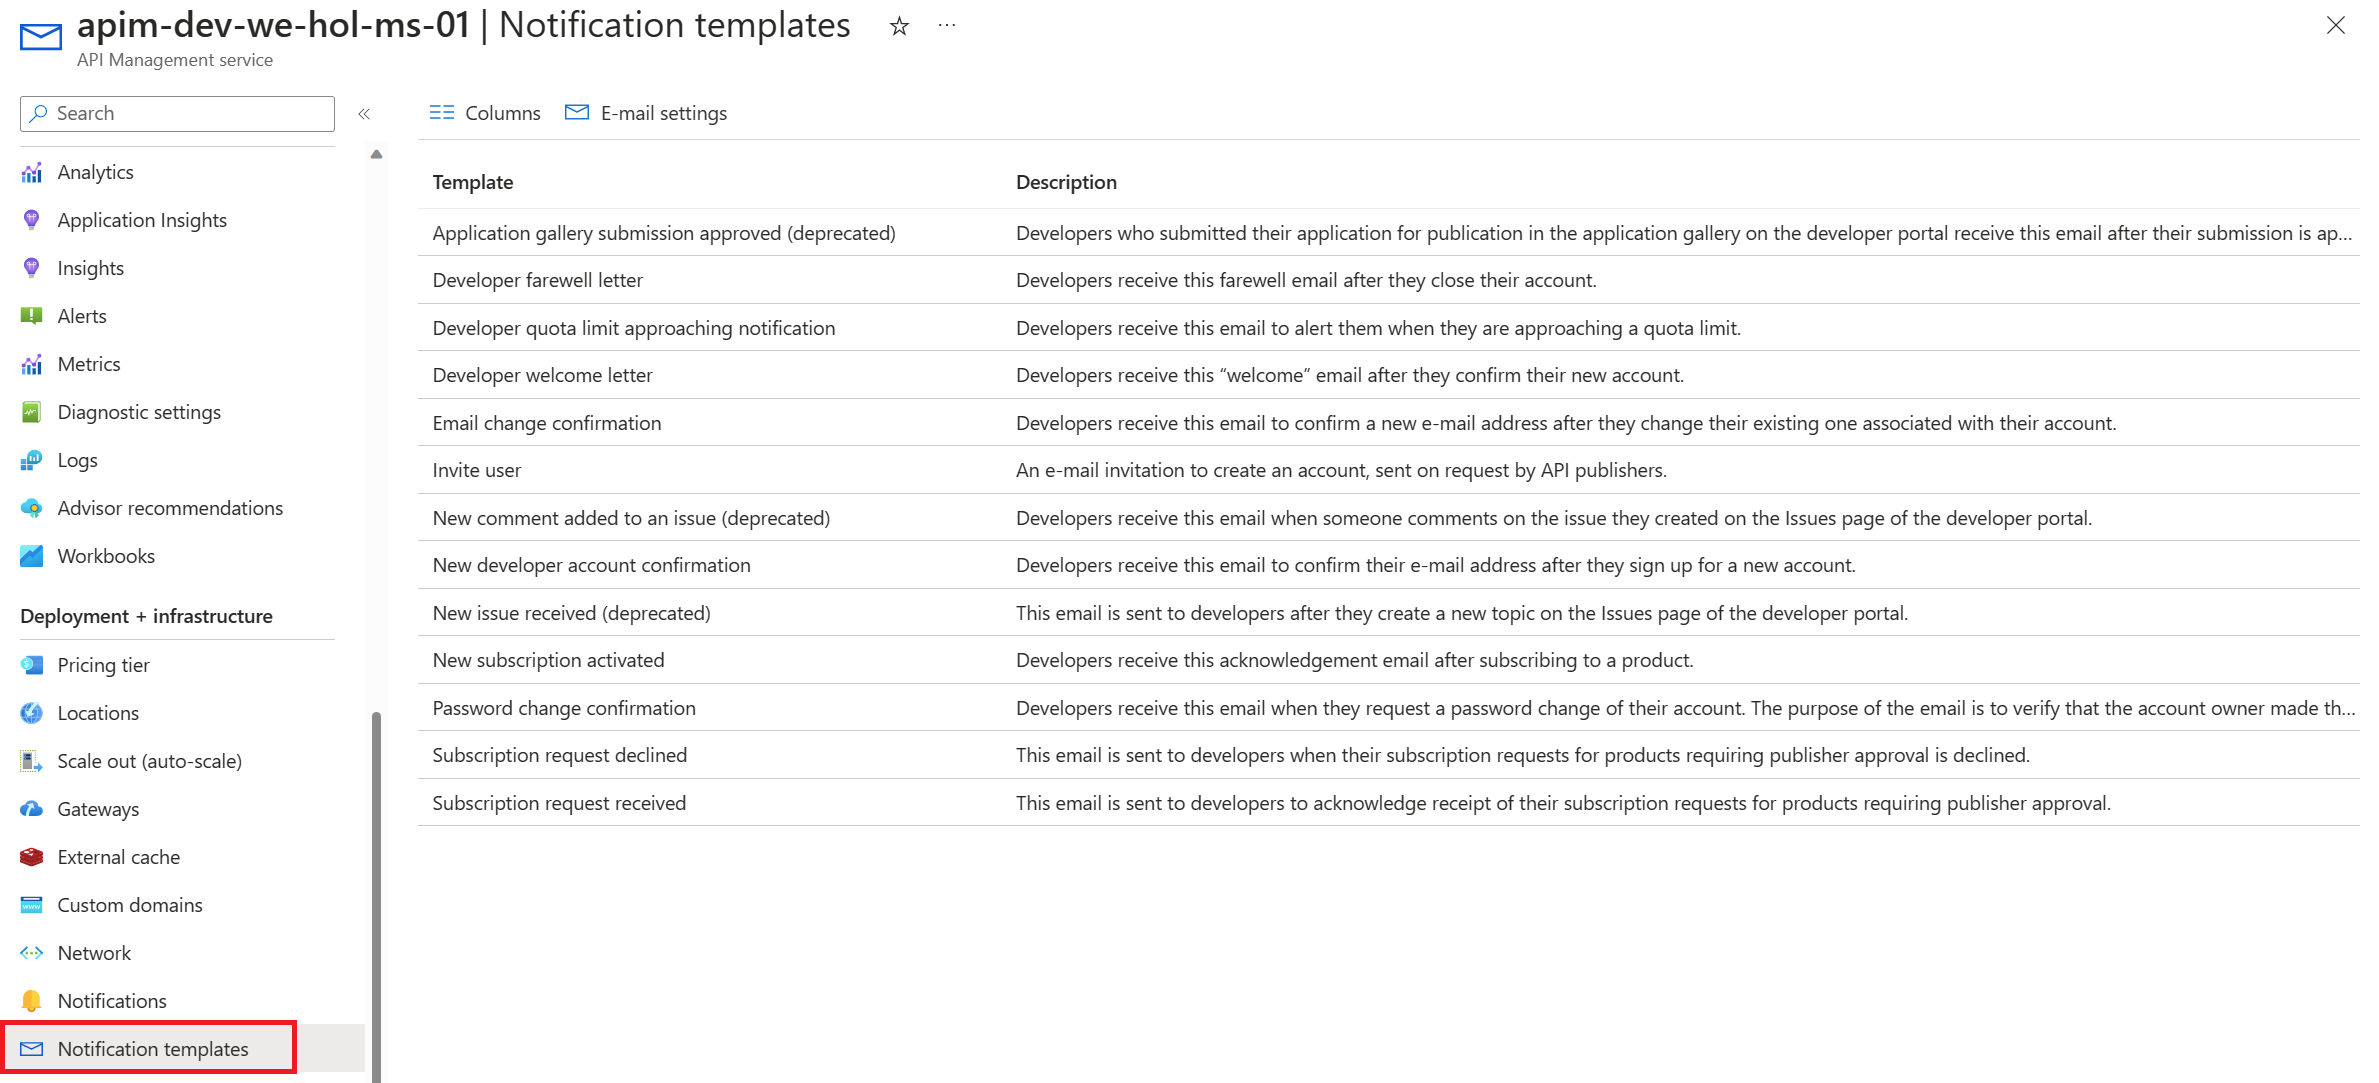 apim-dev-we-hol-ms-01 | Notification templates
API Management service
Search
Columns
E-mail settings
Analytics
Application Insights
Insights
Alerts
Metrics
Diagnostic settings
Logs
Advisor recommendations
Workbooks
Deployment + infrastructure
Pricing tier
Locations
Scale out (auto-scale)
Gateways
External cache
Custom domains
Network
Notifications
Notification templates
Template Description
Application gallery submission approved (deprecated) Developers who submitted their application for publication in the application gallery on the developer portal receive this email after their submission is ap...
Developer farewell letter Developers receive this farewell email after they close their account.
Developer quota limit approaching notification Developers receive this email to alert them when they are approaching a quota limit.
Developer welcome letter Developers receive this “welcome” email after they confirm their new account.
Email change confirmation Developers receive this email to confirm a new e-mail address after they change their existing one associated with their account.
Invite user An e-mail invitation to create an account, sent on request by API publishers.
New comment added to an issue (deprecated) Developers receive this email when someone comments on the issue they created on the Issues page of the developer portal.
New developer account confirmation Developers receive this email to confirm their e-mail address after they sign up for a new account.
New issue received (deprecated) This email is sent to developers after they create a new topic on the Issues page of the developer portal.
New subscription activated Developers receive this acknowledgement email after subscribing to a product.
Password change confirmation Developers receive this email when they request a password change of their account. The purpose of the email is to verify that the account owner made th...
Subscription request declined This email is sent to developers when their subscription requests for products requiring publisher approval is declined.
Subscription request received This email is sent to developers to acknowledge receipt of their subscription requests for products requiring publisher approval.